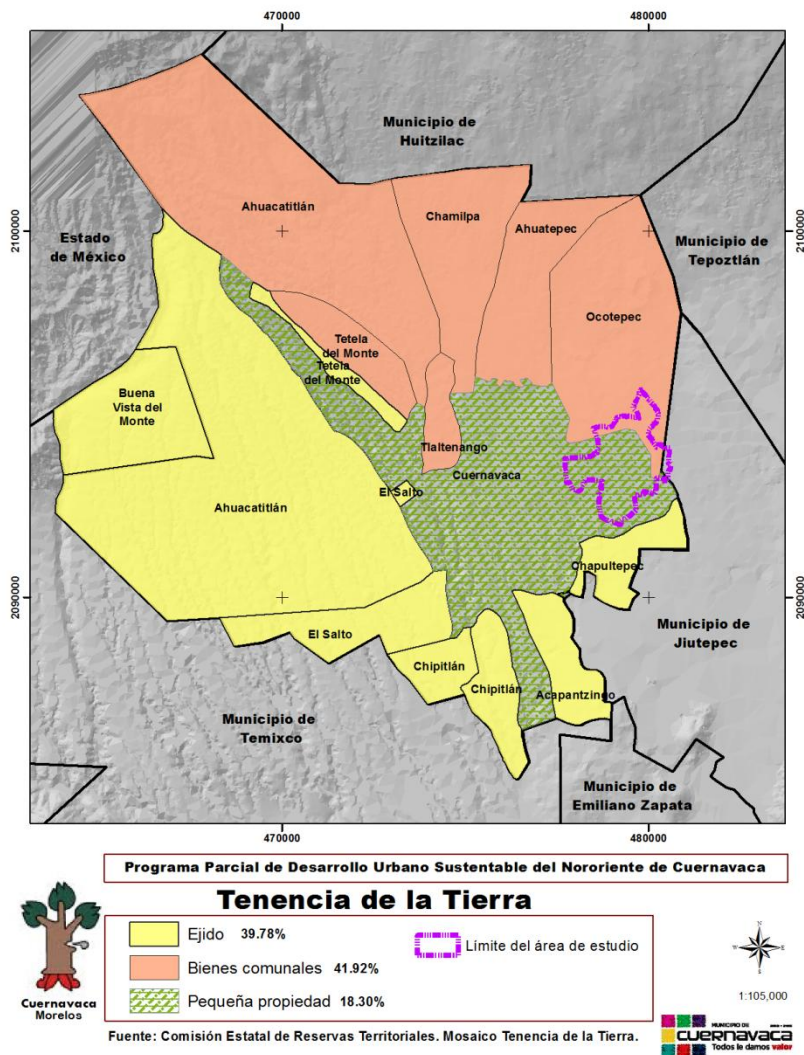 470000
480000
Municipio de
Huitzilac
Ahuacatitlán
Chamilpa
Ahuatepec
2100000
2100000
Estado
de México
Municipio de
Tepoztlán
Ocotepec
Tetela
del Monte
Tetela
del Monte
Buena
Vista del
Monte
Tlaltenango
Cuernavaca
El Salto
Ahuacatitlán
Chapultepec
2090000
2090000
El Salto
Municipio de
Jiutepec
Chipitlán
Chipitlán
Acapantzingo
Municipio de
Temixco
Municipio de
Emiliano Zapata
470000
480000
Programa Parcial de Desarrollo Urbano Sustentable del Nororiente de Cuernavaca
Tenencia de la Tierra
Ejido 39.78%
Límite del área de estudio
Bienes comunales 41.92%
Pequeña propiedad 18.30%
Cuernavaca
Morelos
N
W
E
S
1:105,000
Fuente: Comisión Estatal de Reservas Territoriales. Mosaico Tenencia de la Tierra.
MUNICIPIO DE
CUERNAVACA
Todos le damos valor